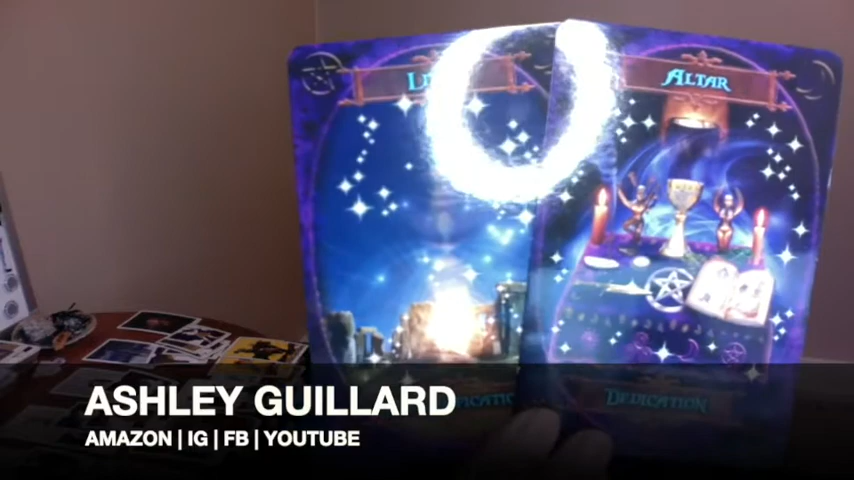 ALTAR
DEDICATION
ASHLEY GUILLARD
AMAZON | IG | FB | YOUTUBE